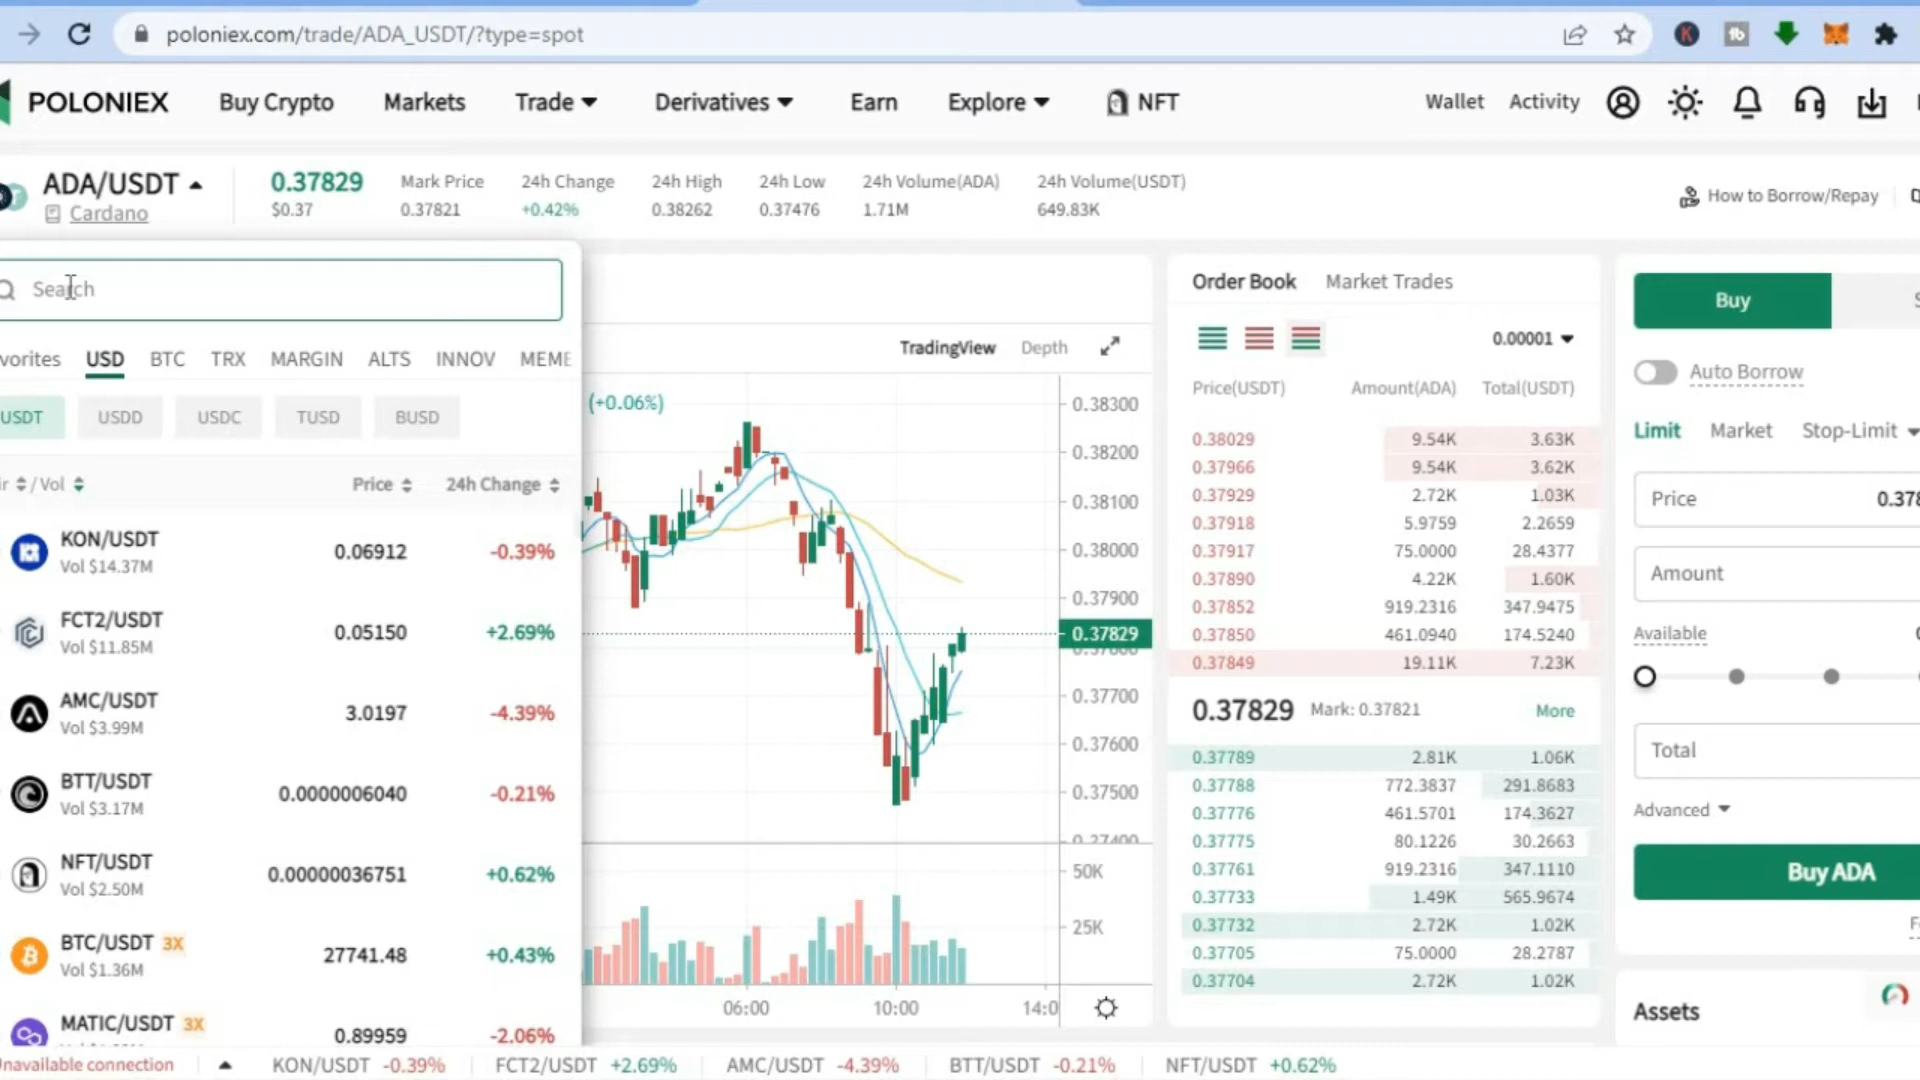 poloniex.com/trade/ADA_USDT/?type=spot
POLONIEX
Buy Crypto
Markets
Trade
Derivatives
Earn
Explore
NFT
Wallet
Activity
ADA/USDT
Cardano
0.37829
$0.37
Mark Price
0.37821
24h Change
+0.42%
24h High
0.38262
24h Low
0.37476
24h Volume(ADA)
1.71M
24h Volume(USDT)
649.83K
How to Borrow/Repay
Search
vorites USD BTC TRX MARGIN ALTS INNOV MEME
USDT USDD USDC TUSD BUSD
ir / Vol Price 24h Change
KON/USDT 0.06912 -0.39%
Vol $14.37M
FCT2/USDT 0.05150 +2.69%
Vol $11.85M
AMC/USDT 3.0197 -4.39%
Vol $3.99M
BTT/USDT 0.0000006040 -0.21%
Vol $3.17M
NFT/USDT 0.00000036751 +0.62%
Vol $2.50M
BTC/USDT 3X 27741.48 +0.43%
Vol $1.36M
MATIC/USDT 3X 0.89959 -2.06%
TradingView Depth
(+0.06%)
0.38300
0.38200
0.38100
0.38000
0.37900
0.37829
0.37700
0.37600
0.37500
0.37400
50K
25K
06:00 10:00 14:0
Order Book Market Trades
0.00001
Price(USDT) Amount(ADA) Total(USDT)
0.38029 9.54K 3.63K
0.37966 9.54K 3.62K
0.37929 2.72K 1.03K
0.37918 5.9759 2.2659
0.37917 75.0000 28.4377
0.37890 4.22K 1.60K
0.37852 919.2316 347.9475
0.37850 461.0940 174.5240
0.37849 19.11K 7.23K
0.37829 Mark: 0.37821 More
0.37789 2.81K 1.06K
0.37788 772.3837 291.8683
0.37776 461.5701 174.3627
0.37775 80.1226 30.2663
0.37761 919.2316 347.1110
0.37733 1.49K 565.9674
0.37732 2.72K 1.02K
0.37705 75.0000 28.2787
0.37704 2.72K 1.02K
Buy
Auto Borrow
Limit Market Stop-Limit
Price 0.378
Amount
Available
Total
Advanced
Buy ADA
Assets
Unavailable connection KON/USDT -0.39% FCT2/USDT +2.69% AMC/USDT -4.39% BTT/USDT -0.21% NFT/USDT +0.62%